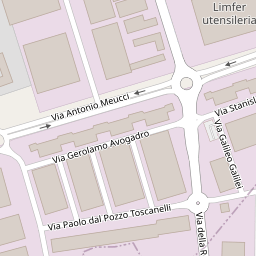 Limfer
utensileria
Via Antonio Meucci
Via Stanisl
Via Gerolamo Avogadro
Via Galileo Galilei
Via Paolo dal Pozzo Toscanelli
Via della R